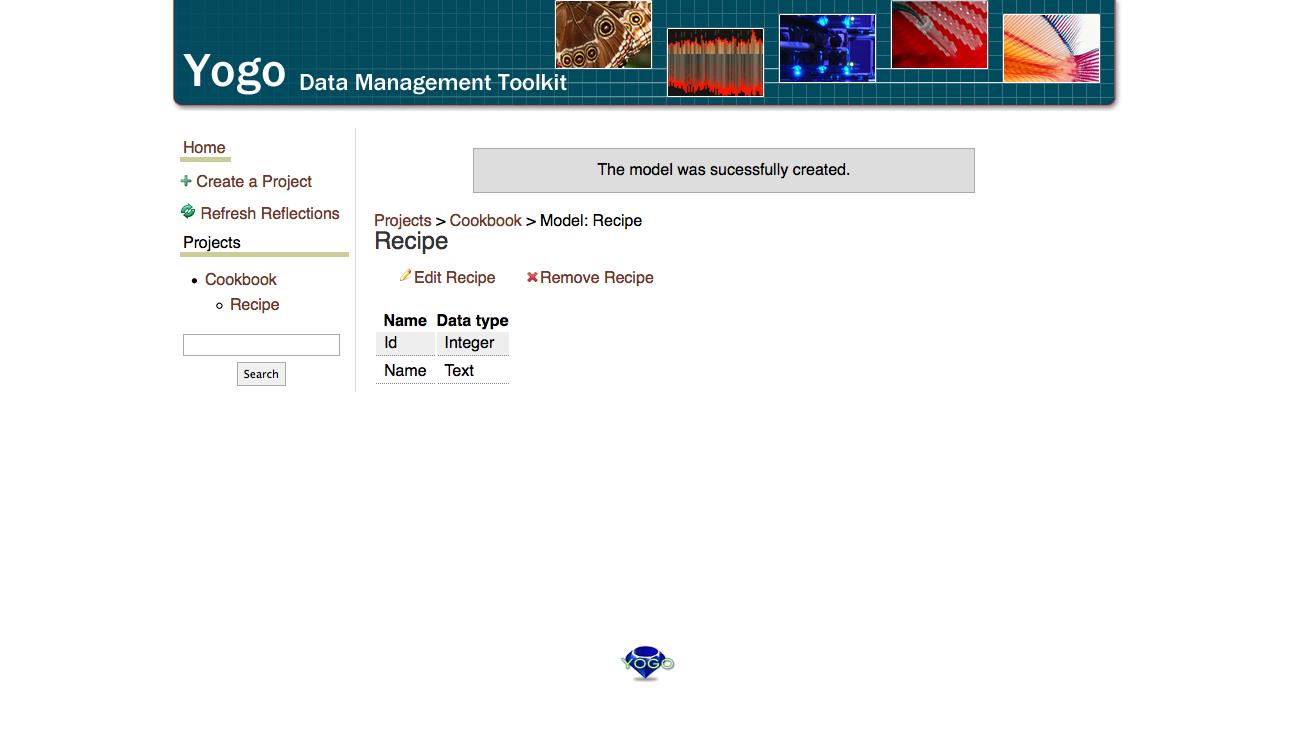 Yogo Data Management Toolkit
Home
Create a Project
Refresh Reflections
Projects
Cookbook
Recipe
Search
The model was sucessfully created.
Projects > Cookbook > Model: Recipe
Recipe
Edit Recipe Remove Recipe
Name Data type
Id Integer
Name Text
YOGO